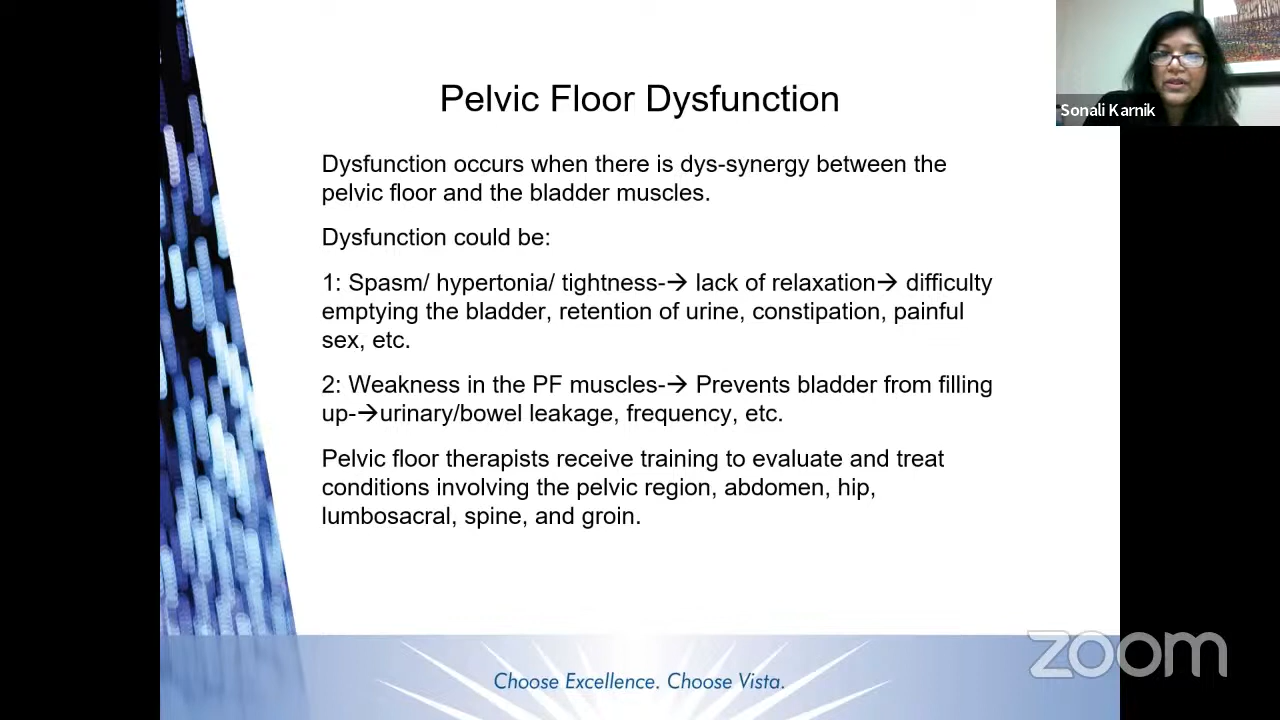 Pelvic Floor Dysfunction
Sonali Karnik
Dysfunction occurs when there is dys-synergy between the
pelvic floor and the bladder muscles.
Dysfunction could be:
1: Spasm/ hypertonia/ tightness-→ lack of relaxation→ difficulty
emptying the bladder, retention of urine, constipation, painful
sex, etc.
2: Weakness in the PF muscles-→ Prevents bladder from filling
up-→urinary/bowel leakage, frequency, etc.
Pelvic floor therapists receive training to evaluate and treat
conditions involving the pelvic region, abdomen, hip,
lumbosacral, spine, and groin.
zoom
Choose Excellence. Choose Vista.